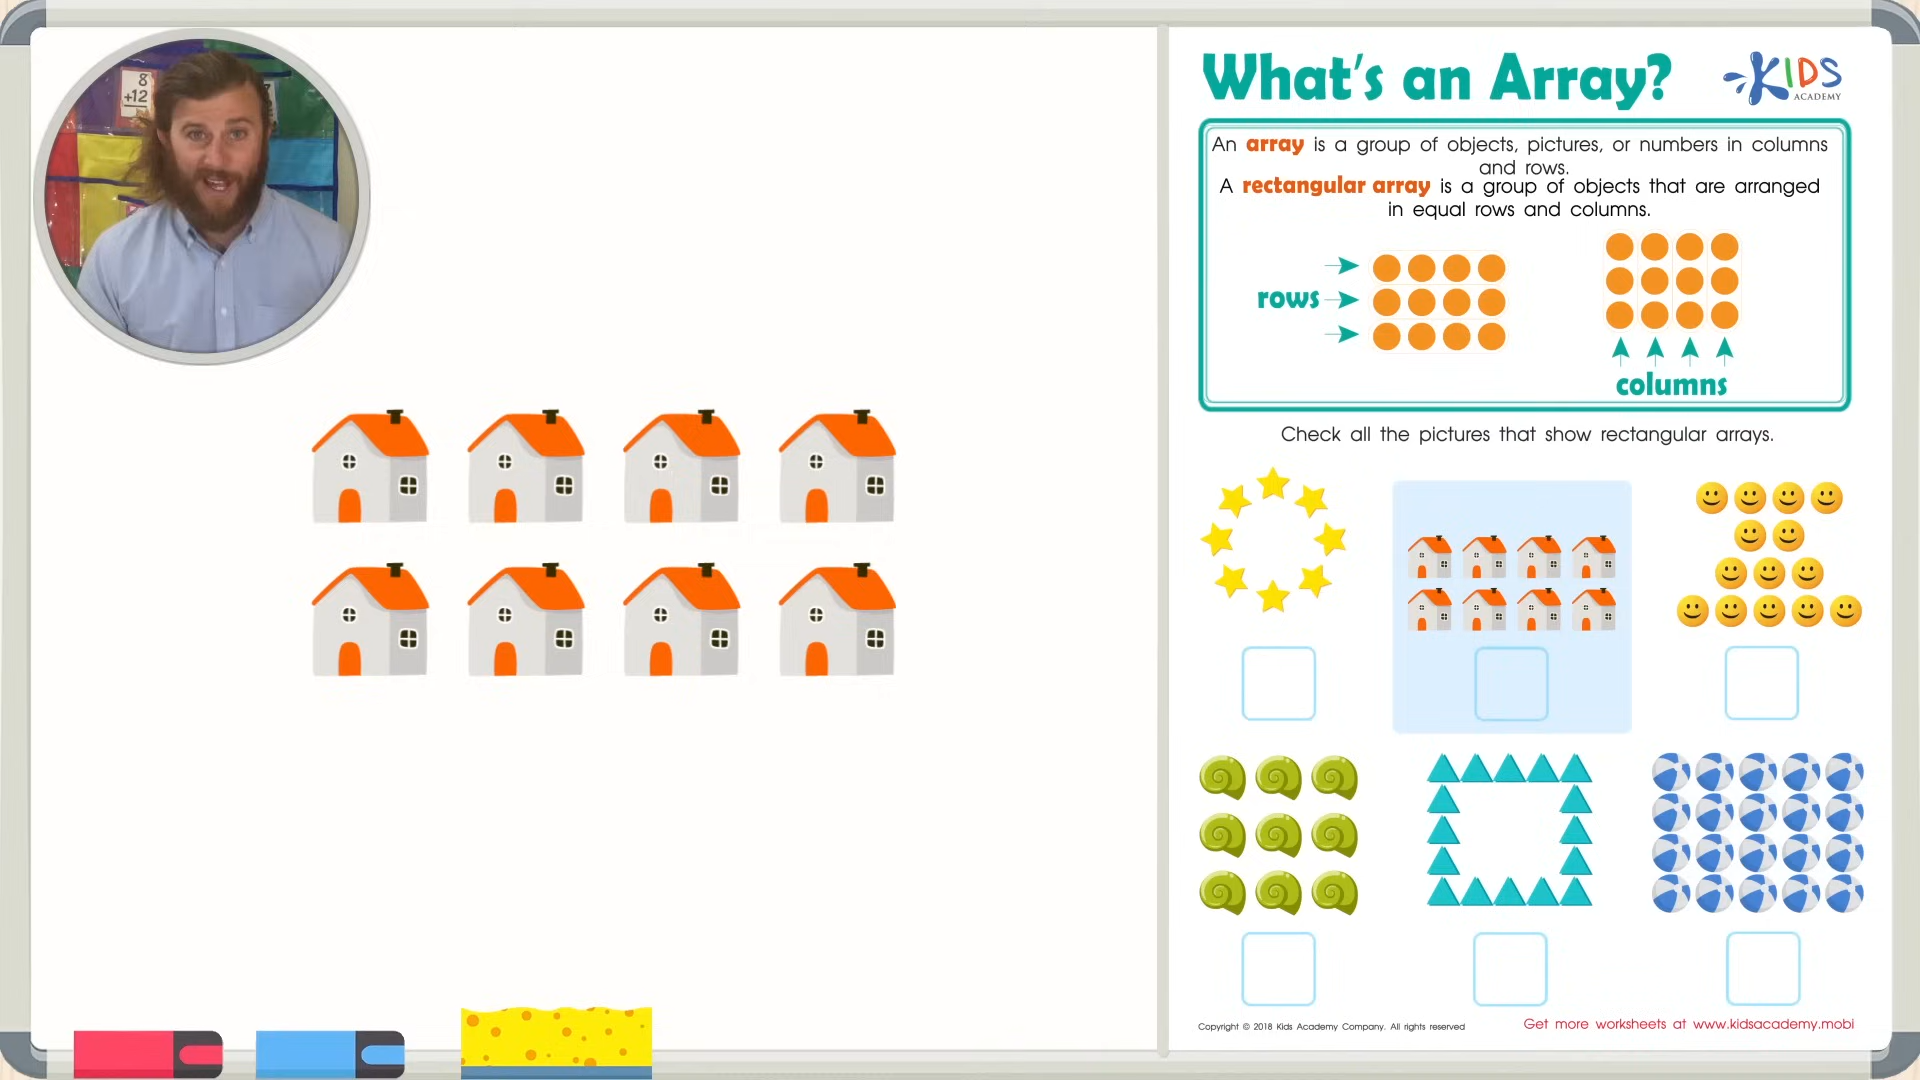 8
+12
What's an Array?
KIDS
ACADEMY
An array is a group of objects, pictures, or numbers in columns
and rows.
A rectangular array is a group of objects that are arranged
in equal rows and columns.
rows
columns
Check all the pictures that show rectangular arrays.
Copyright © 2018 Kids Academy Company. All rights reserved
Get more worksheets at www.kidsacademy.mobi